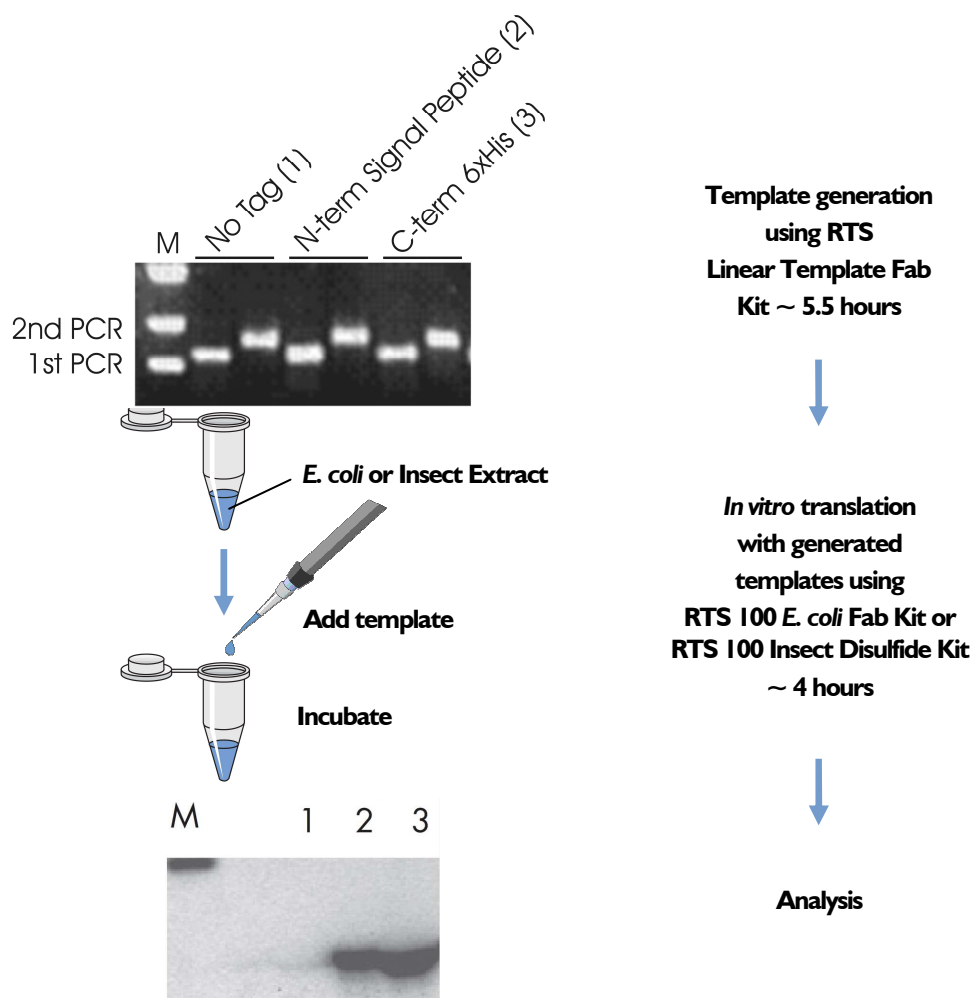 No Tag (1)
N-term Signal Peptide (2)
C-term 6xHis (3)
M
2nd PCR
1st PCR
E. coli or Insect Extract
Add template
Incubate
M 1 2 3
Template generation
using RTS
Linear Template Fab
Kit ~ 5.5 hours
In vitro translation
with generated
templates using
RTS 100 E. coli Fab Kit or
RTS 100 Insect Disulfide Kit
~ 4 hours
Analysis